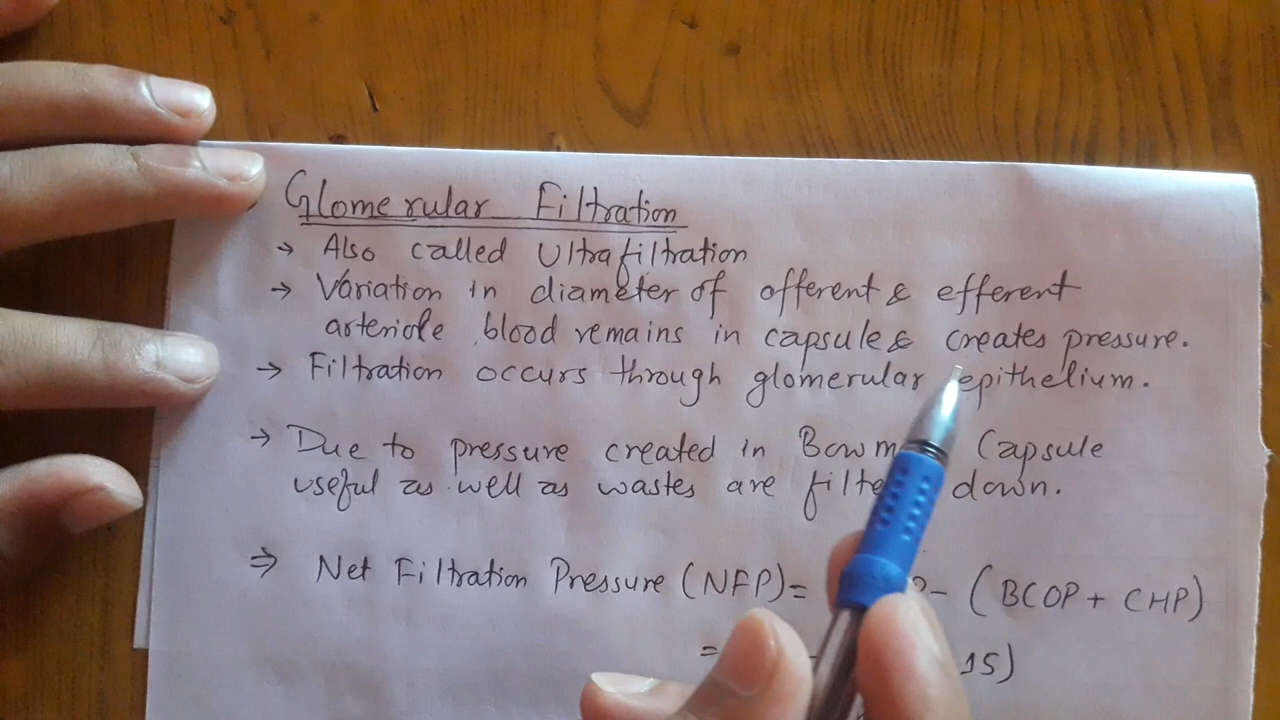 Glomerular Filtration
→ Also called Ultrafiltration
→ Variation in diameter of afferent & efferent
arteriole blood remains in capsule & creates pressure.
→ Filtration occurs through glomerular epithelium.
→ Due to pressure created in Bowm Capsule
useful as well as wastes are filte down.
⇒ Net Filtration Pressure (NFP) = P - (BCOP + CHP)
= 15)